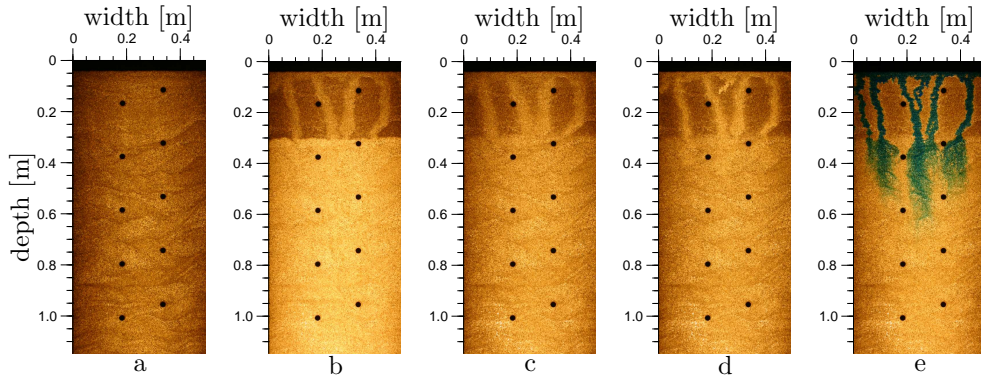 width [m] width [m] width [m] width [m] width [m]
0 0.2 0.4 0 0.2 0.4 0 0.2 0.4 0 0.2 0.4 0 0.2 0.4
depth [m]
0 0 0 0 0
0.2 0.2 0.2 0.2 0.2
0.4 0.4 0.4 0.4 0.4
0.6 0.6 0.6 0.6 0.6
0.8 0.8 0.8 0.8 0.8
1.0 1.0 1.0 1.0 1.0
a b c d e